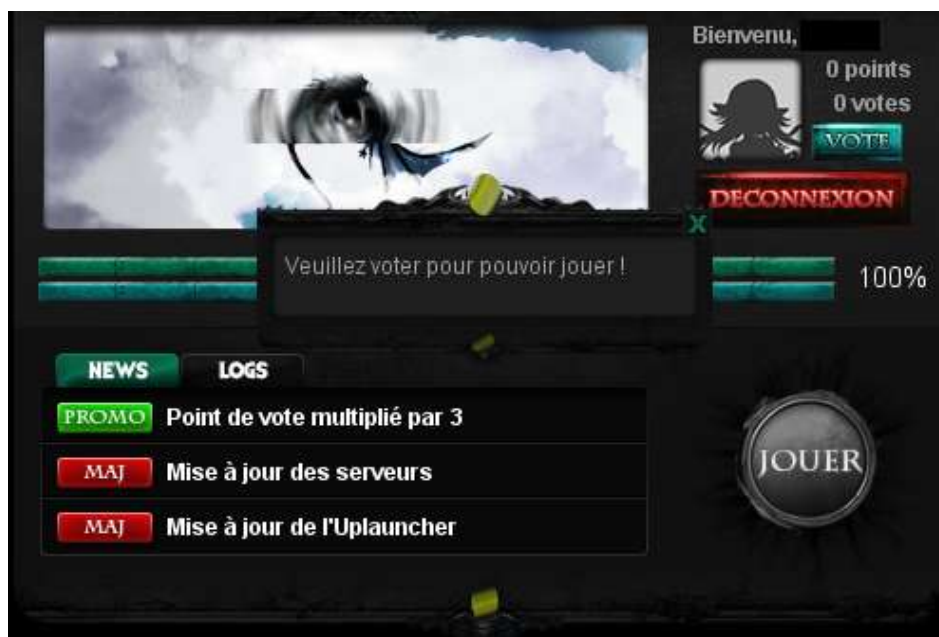 Bienvenu,
0 points
0 votes
VOTE
DECONNEXION
X
Veuillez voter pour pouvoir jouer !
100%
NEWS
LOGS
PROMO Point de vote multiplié par 3
MAJ Mise à jour des serveurs
MAJ Mise à jour de l'Uplauncher
JOUER